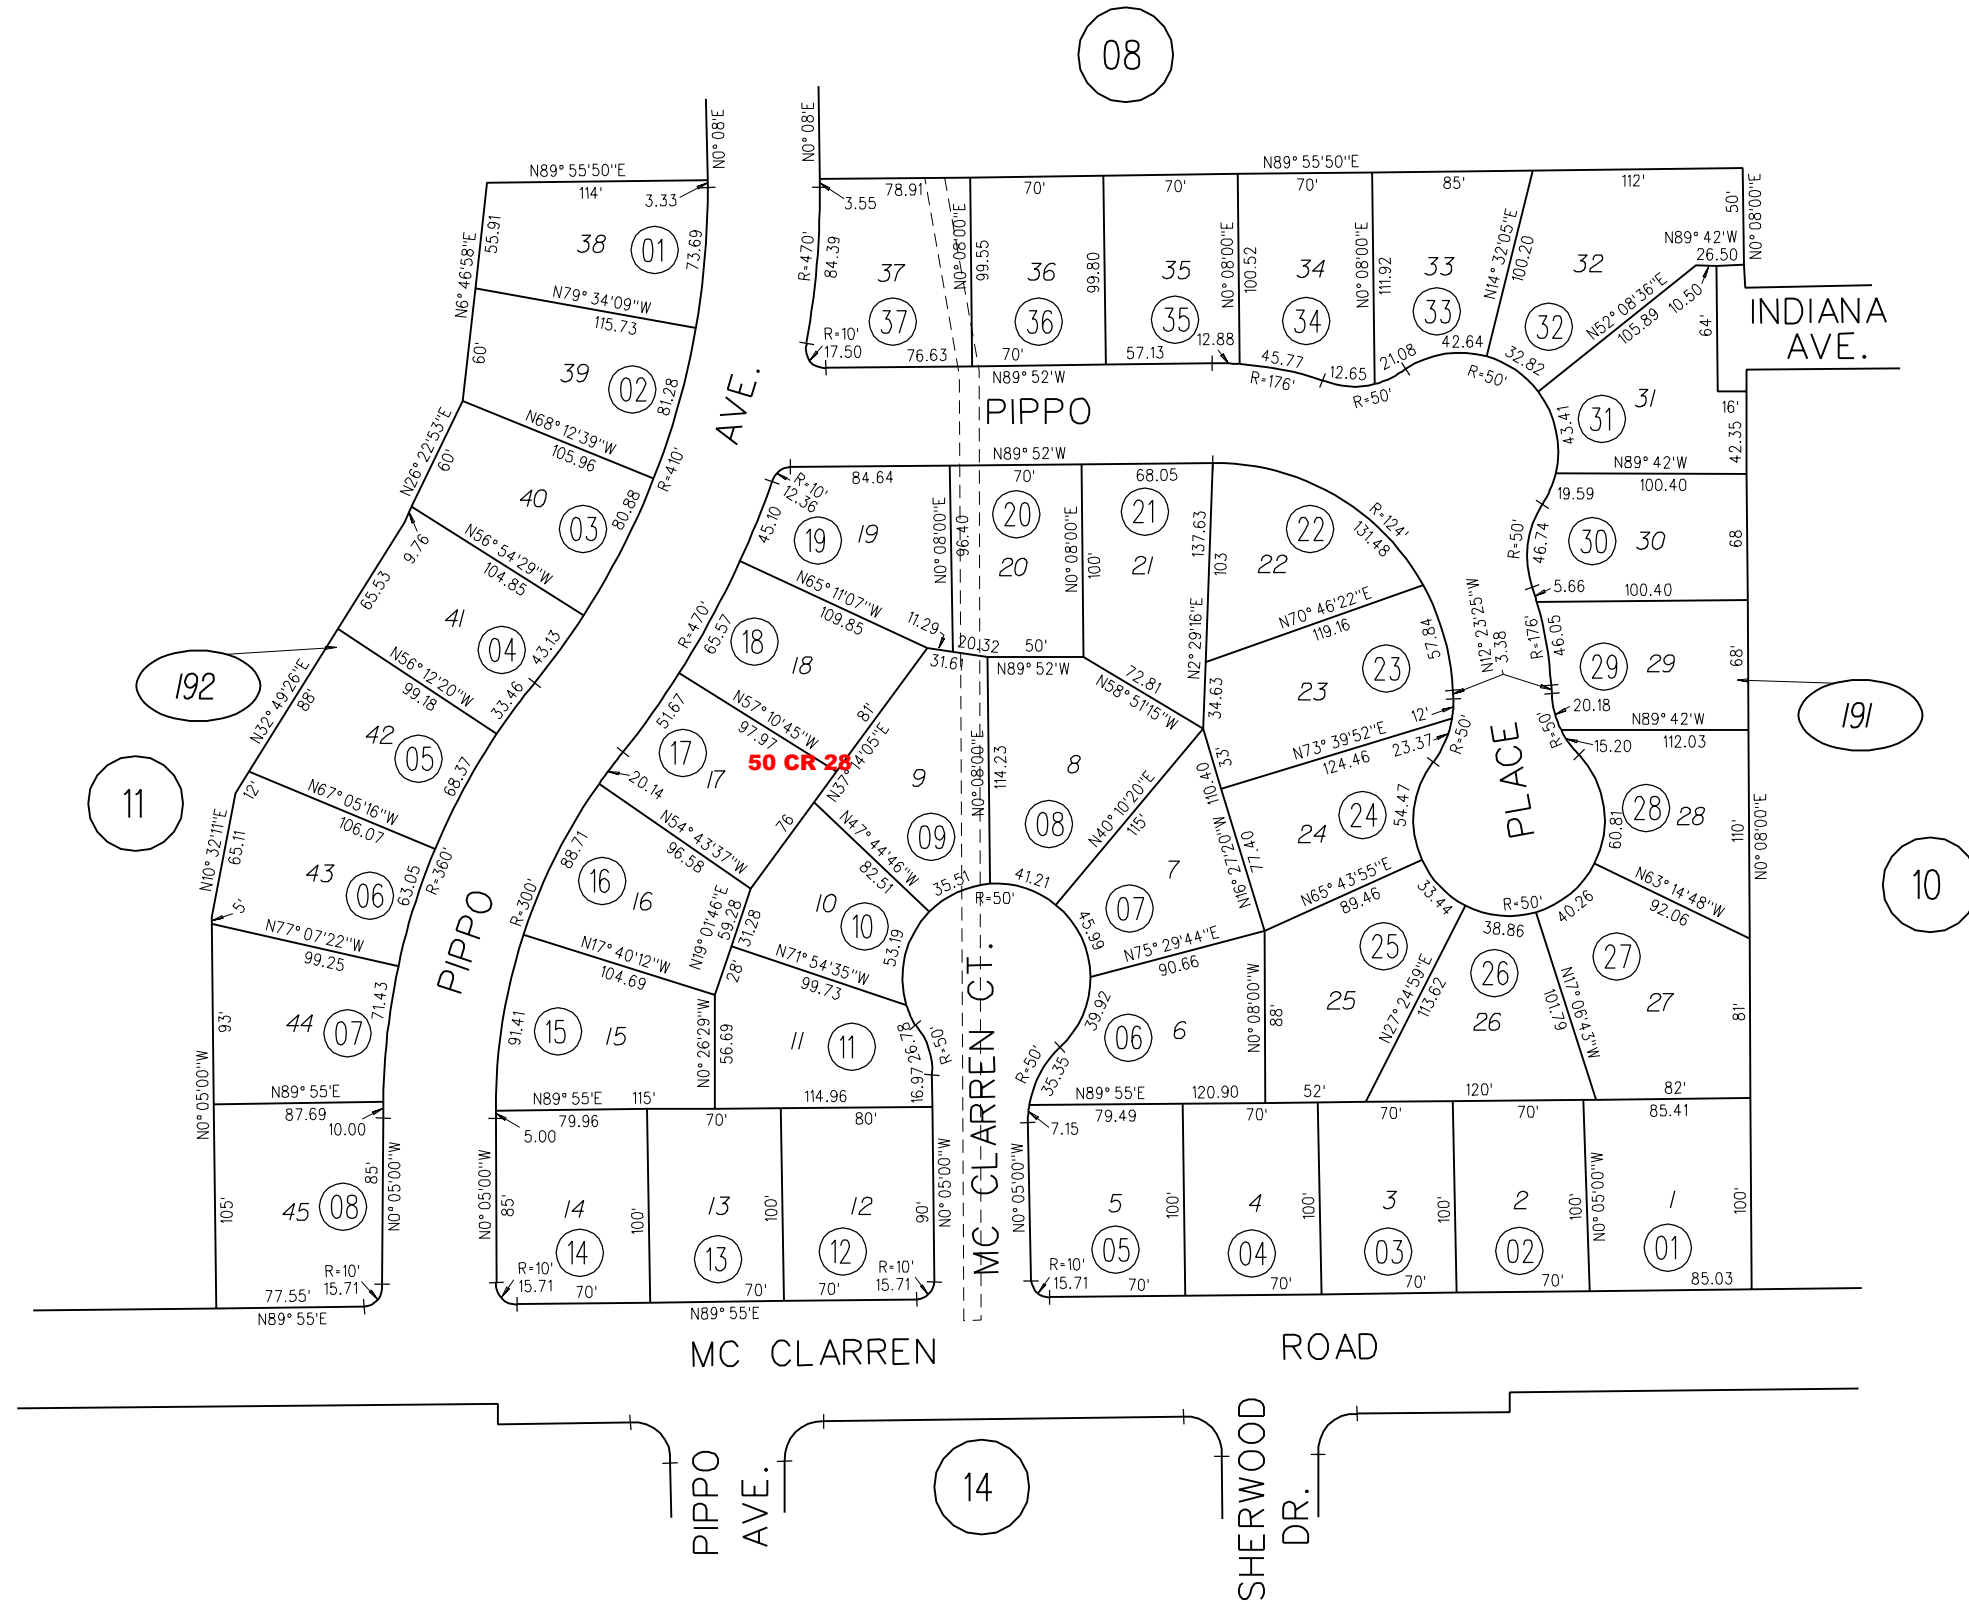 08
N0° 08'E
N0° 08'E
N89° 55'50"E
114'
3.33
55.91
N6° 46'58"E
38
01
73.69
N79° 34'09"W
115.73
60'
39
02
81.28
N68° 12'39"W
105.96
N26° 22'53"E
60'
R=410'
40
03
80.88
9.76
N56° 54'29"W
104.85
65.53
41
04
43.13
N56° 12'20"W
99.18
33.46
192
N32° 49'26"E
88'
42
05
68.37
N67° 05'16"W
106.07
12'
N10° 32'11"E
65.11
43
06
63.05
R=360'
5'
N77° 07'22"W
99.25
93'
44
07
71.43
N0° 05'00"W
N89° 55'E
87.69
10.00
105'
45
08
85'
N0° 05'00"W
R=10'
15.71
77.55'
N89° 55'E
11
AVE.
PIPPO
N89° 55'50"E
78.91
3.55
R=470'
84.39
37
37
R=10'
17.50
76.63
N0° 08'00"E
99.55
70'
36
36
70'
99.80
70'
35
35
57.13
N0° 08'00"E
100.52
12.88
70'
34
34
45.77
R=176'
12.65
N0° 08'00"E
111.92
85'
33
33
21.08
R=50'
42.64
N14° 32'05"E
100.20
112'
32
32
32.82
R=50'
50'
N0° 08'00"E
N89° 42'W
26.50
10.50
N52° 08'36"E
105.89
64'
INDIANA
AVE.
31
31
43.41
16'
42.35
N89° 42'W
100.40
N89° 52'W
PIPPO
N89° 52'W
R=10'
12.36
84.64
45.10
19
19
N0° 08'00"E
96.40
70'
20
20
N0° 08'00"E
100'
68.05
21
21
137.63
103
N2° 29'16"E
22
22
R=124'
131.48
19.59
R=50'
46.74
30
30
68
5.66
100.40
N65° 11'07"W
109.85
11.29
31.61
20.32
50'
N89° 52'W
R=470'
65.57
18
18
N70° 46'22"E
119.16
57.84
N12° 23'25"W
3.38
R=176'
46.05
29
29
68'
191
72.81
N58° 51'15"W
34.63
23
23
12'
20.18
R=50'
N89° 42'W
112.03
15.20
51.67
17
17
N57° 10'45"W
97.97
50 CR 28
81'
N37° 14'05"E
76
9
09
N0° 08'00"E
114.23
8
08
N40° 10'20"E
115'
33'
110.40
N73° 39'52"E
124.46
23.37
R=50'
PLACE
20.14
N54° 43'37"W
96.58
N47° 44'46"W
82.51
35.51
41.21
R=50'
7
07
N16° 27'20"W
77.40
24
24
54.47
60.81
28
28
110'
N0° 08'00"E
10
88.71
16
16
R=300'
N19° 01'46"E
59.28
31.28
10
10
53.19
45.99
N65° 43'55"E
89.46
33.44
R=50'
38.86
40.26
N63° 14'48"W
92.06
N17° 40'12"W
104.69
28'
N71° 54'35"W
99.73
N75° 29'44"E
90.66
25
25
N27° 24'59"E
113.62
26
26
N17° 06'43"W
101.79
27
27
81'
91.41
15
15
N0° 26'29"W
56.69
11
11
26.78
R=50'
16.97
39.92
06
6
N0° 08'00"W
88'
R=50'
35.35'
N89° 55'E
115'
114.96
N89° 55'E
120.90
52'
120'
82'
79.96
5.00
70'
80'
79.49
7.15
70'
70'
70'
85.41
MC CLARREN CT.
N0° 05'00"W
85'
14
14
100'
13
13
100'
12
12
90'
N0° 05'00"W
N0° 05'00"W
5
05
100'
4
04
100'
3
03
100'
2
02
100'
N0° 05'00"W
1
01
100'
R=10'
15.71
70'
70'
70'
R=10'
15.71
15.71
R=10'
70'
70'
70'
70'
85.03
N89° 55'E
MC CLARREN ROAD
PIPPO
AVE.
14
SHERWOOD
DR.